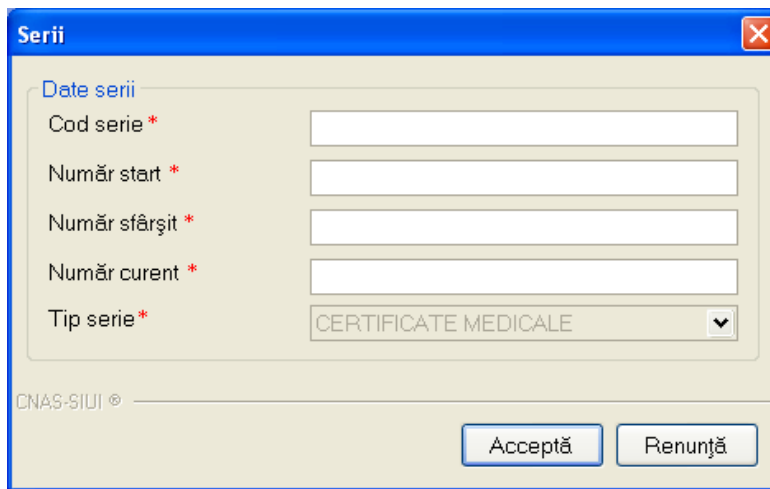 Serii
Date serii
Cod serie *
Număr start *
Număr sfârşit *
Număr curent *
Tip serie * CERTIFICATE MEDICALE
CNAS-SIUI ®
Acceptă Renunţă